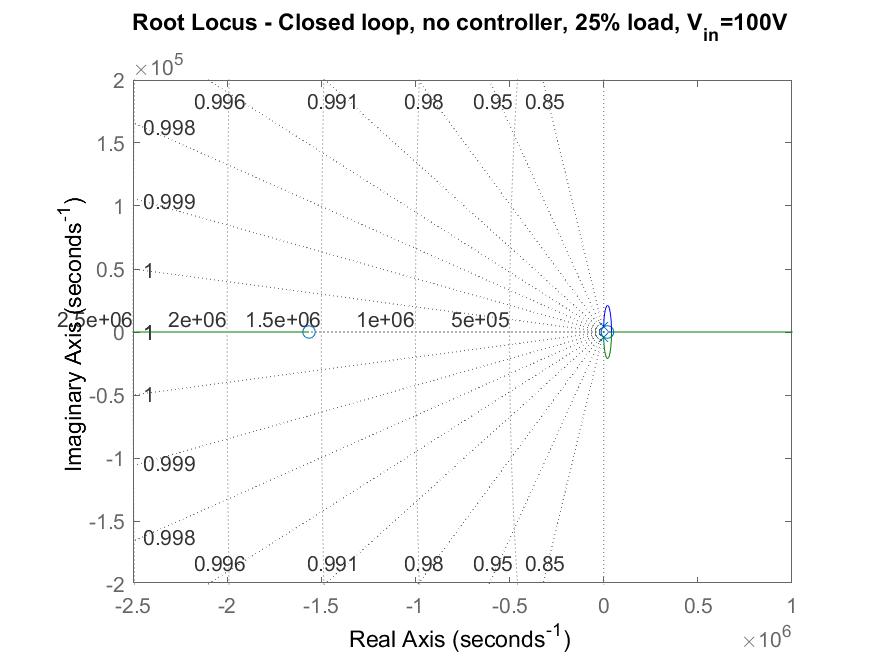 Root Locus - Closed loop, no controller, 25% load, V_in=100V
×10^5
2
0.996 0.991 0.98 0.95 0.85
0.998
1.5
0.999
1
1
0.5
2.5e+06 2e+06 1.5e+06 1e+06 5e+05
0
1
1
-0.5
0.999
-1
0.998
-1.5
0.996 0.991 0.98 0.95 0.85
-2
-2.5 -2 -1.5 -1 -0.5 0 0.5 1
×10^6
Real Axis (seconds^-1)
Imaginary Axis (seconds^-1)